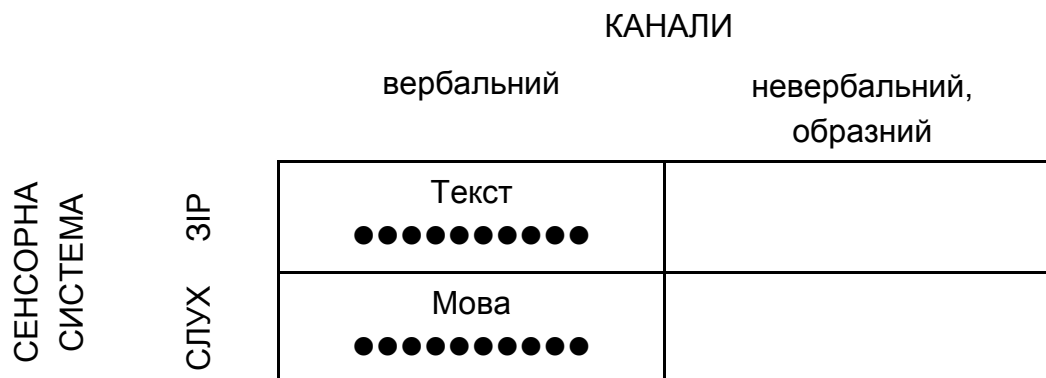 КАНАЛИ
вербальний
невербальний,
образний
СЕНСОРНА
СИСТЕМА
ЗІР
СЛУХ
Текст
●●●●●●●●●●
Мова
●●●●●●●●●●